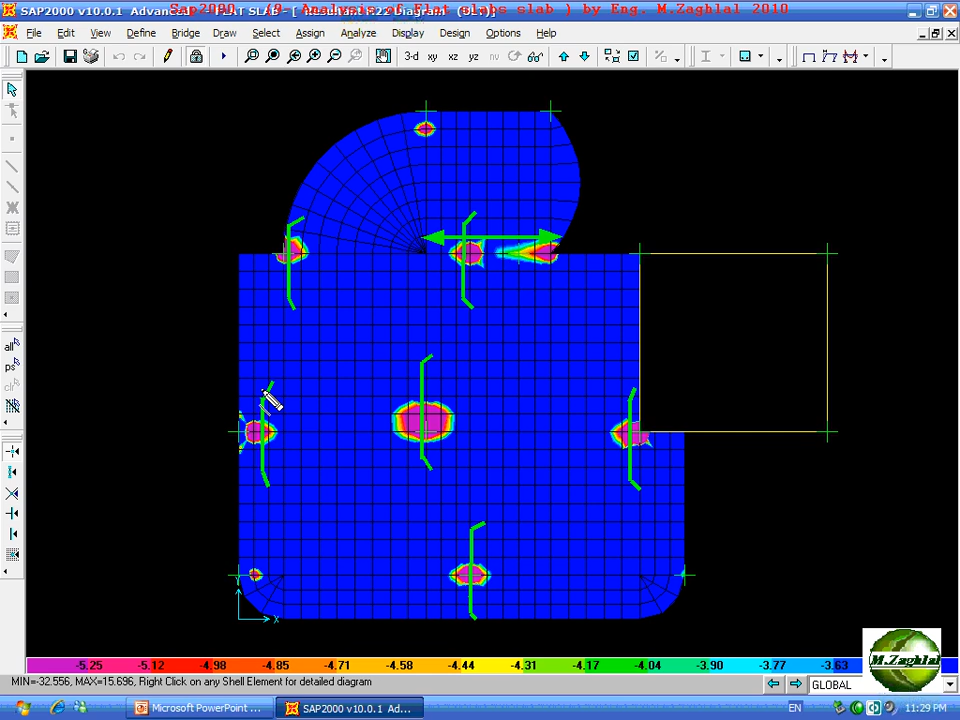 SAP2000 v10.0.1 Advanced
Sap2000 (9- Analysis of Flat slabs slab ) by Eng. M.Zaghlal 2010
File Edit View Define Bridge Draw Select Assign Analyze Display Design Options Help
3-d xy xz yz
all
ps
clr
Y
X
-5.25 -5.12 -4.98 -4.85 -4.71 -4.58 -4.44 -4.31 -4.17 -4.04 -3.90 -3.77 -3.63
M.Zaghlal
MIN=-32.556, MAX=15.696, Right Click on any Shell Element for detailed diagram
GLOBAL
Microsoft PowerPoint ...
SAP2000 v10.0.1 Ad...
EN
11:29 PM